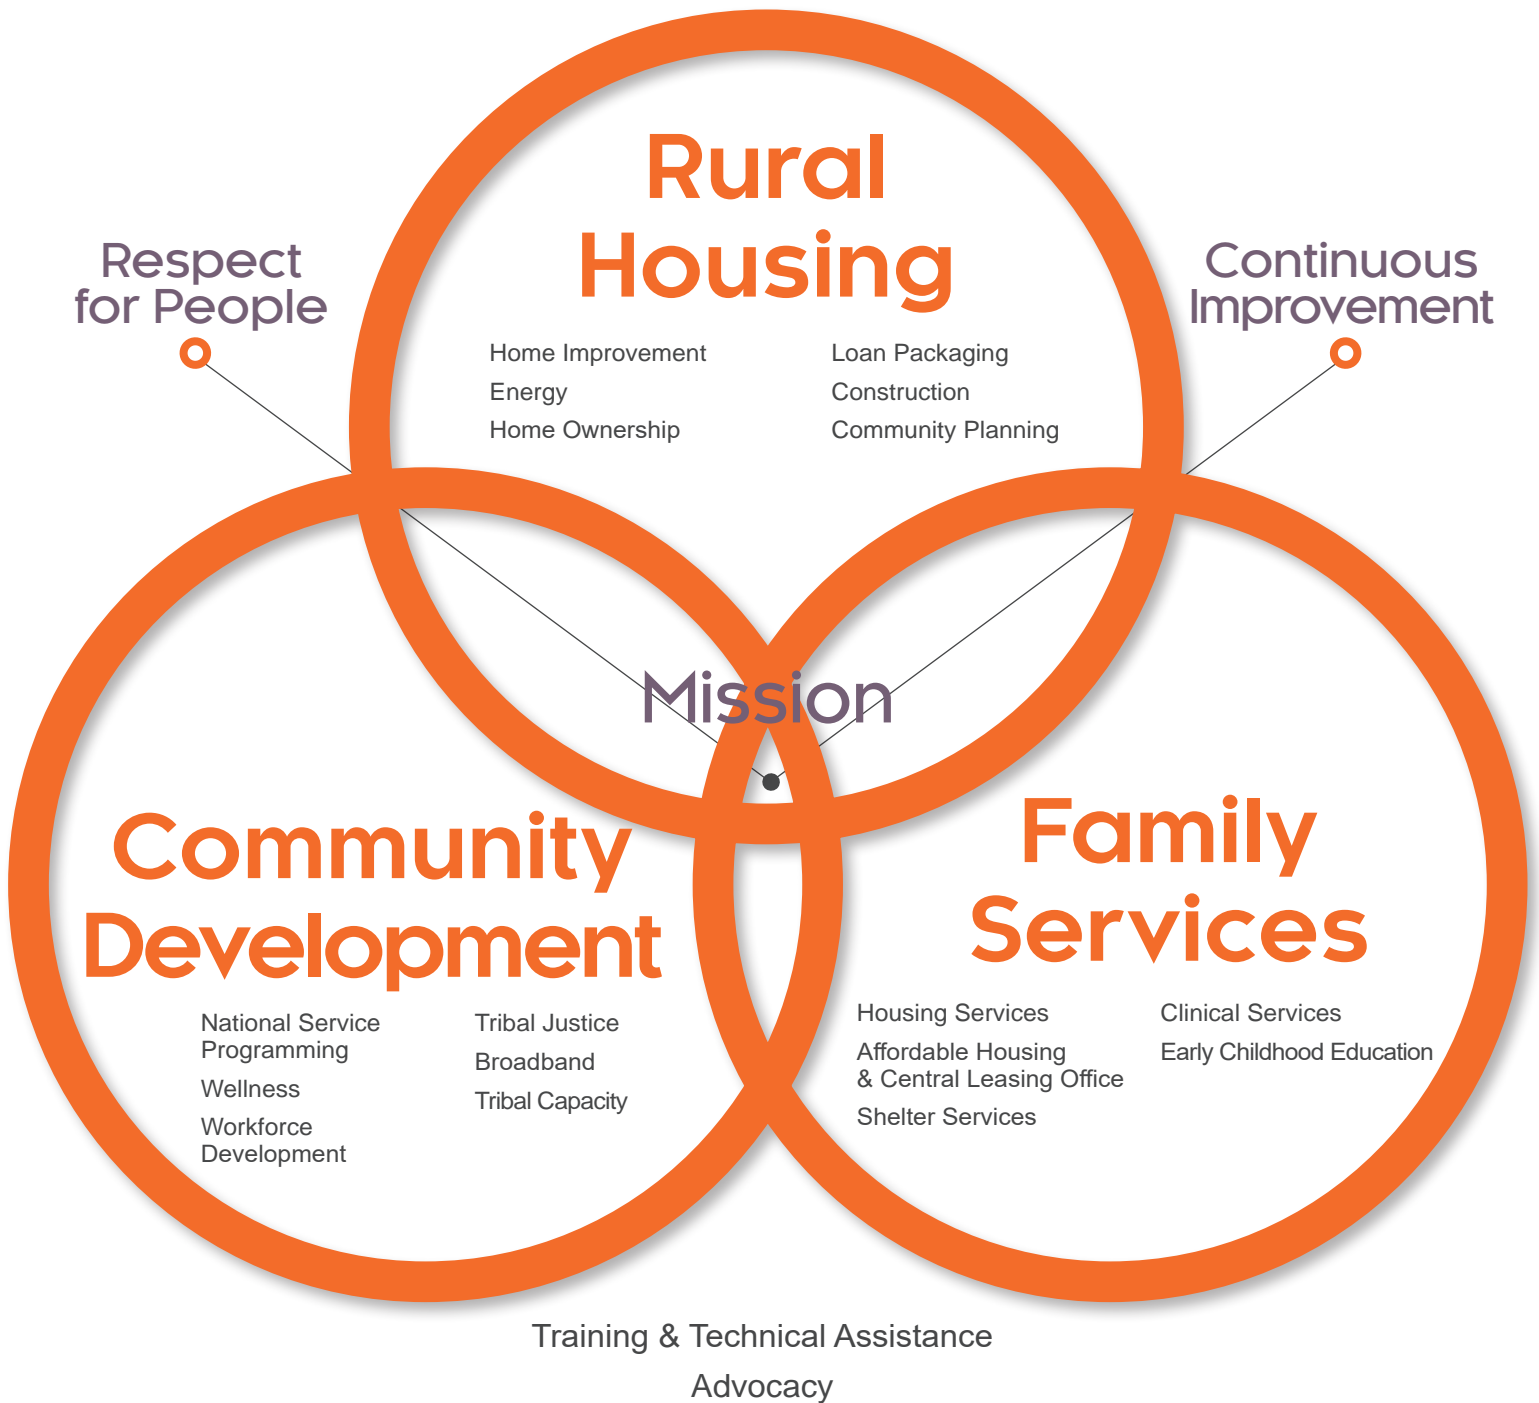 Rural
Housing
Respect
for People
Continuous
Improvement
Home Improvement
Energy
Home Ownership
Loan Packaging
Construction
Community Planning
Mission
Community
Development
National Service
Programming
Wellness
Workforce
Development
Tribal Justice
Broadband
Tribal Capacity
Family
Services
Housing Services
Affordable Housing
& Central Leasing Office
Shelter Services
Clinical Services
Early Childhood Education
Training & Technical Assistance
Advocacy